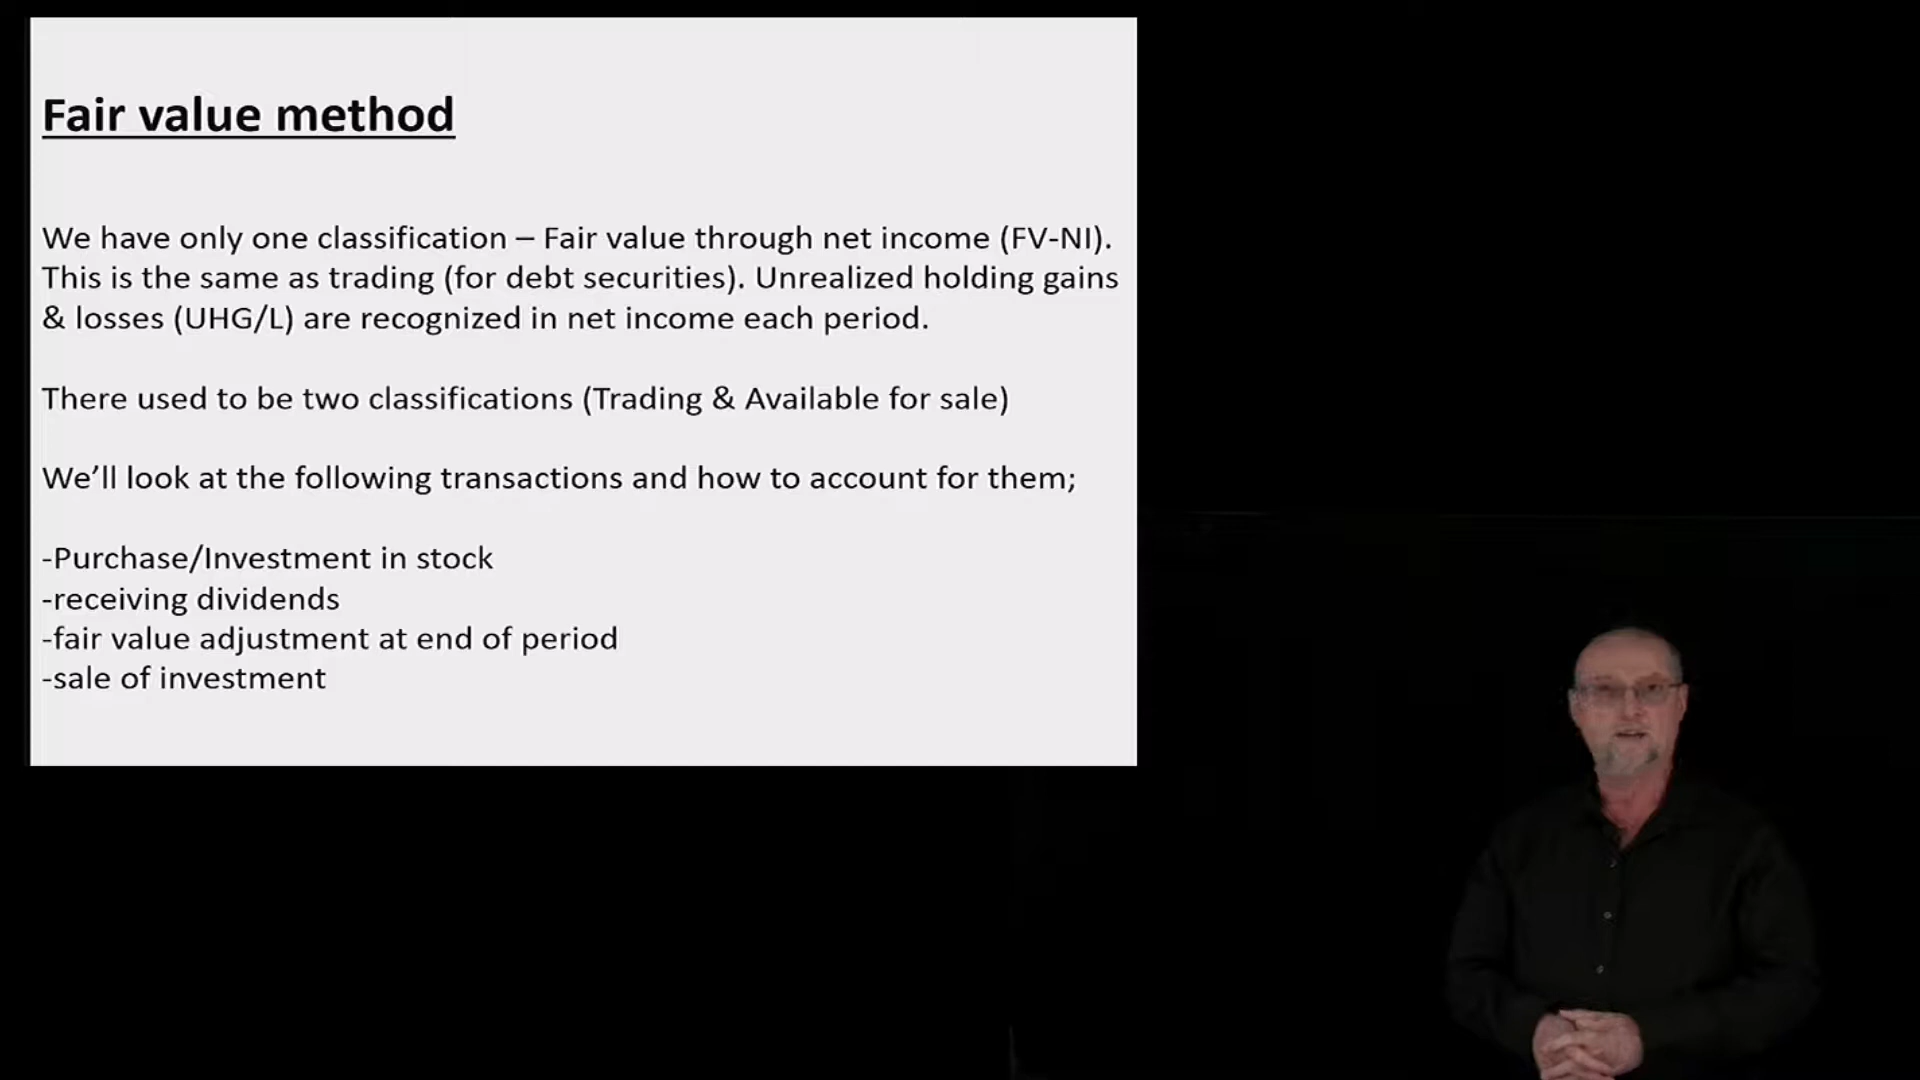 Fair value method
We have only one classification – Fair value through net income (FV-NI).
This is the same as trading (for debt securities). Unrealized holding gains
& losses (UHG/L) are recognized in net income each period.
There used to be two classifications (Trading & Available for sale)
We’ll look at the following transactions and how to account for them;
-Purchase/Investment in stock
-receiving dividends
-fair value adjustment at end of period
-sale of investment